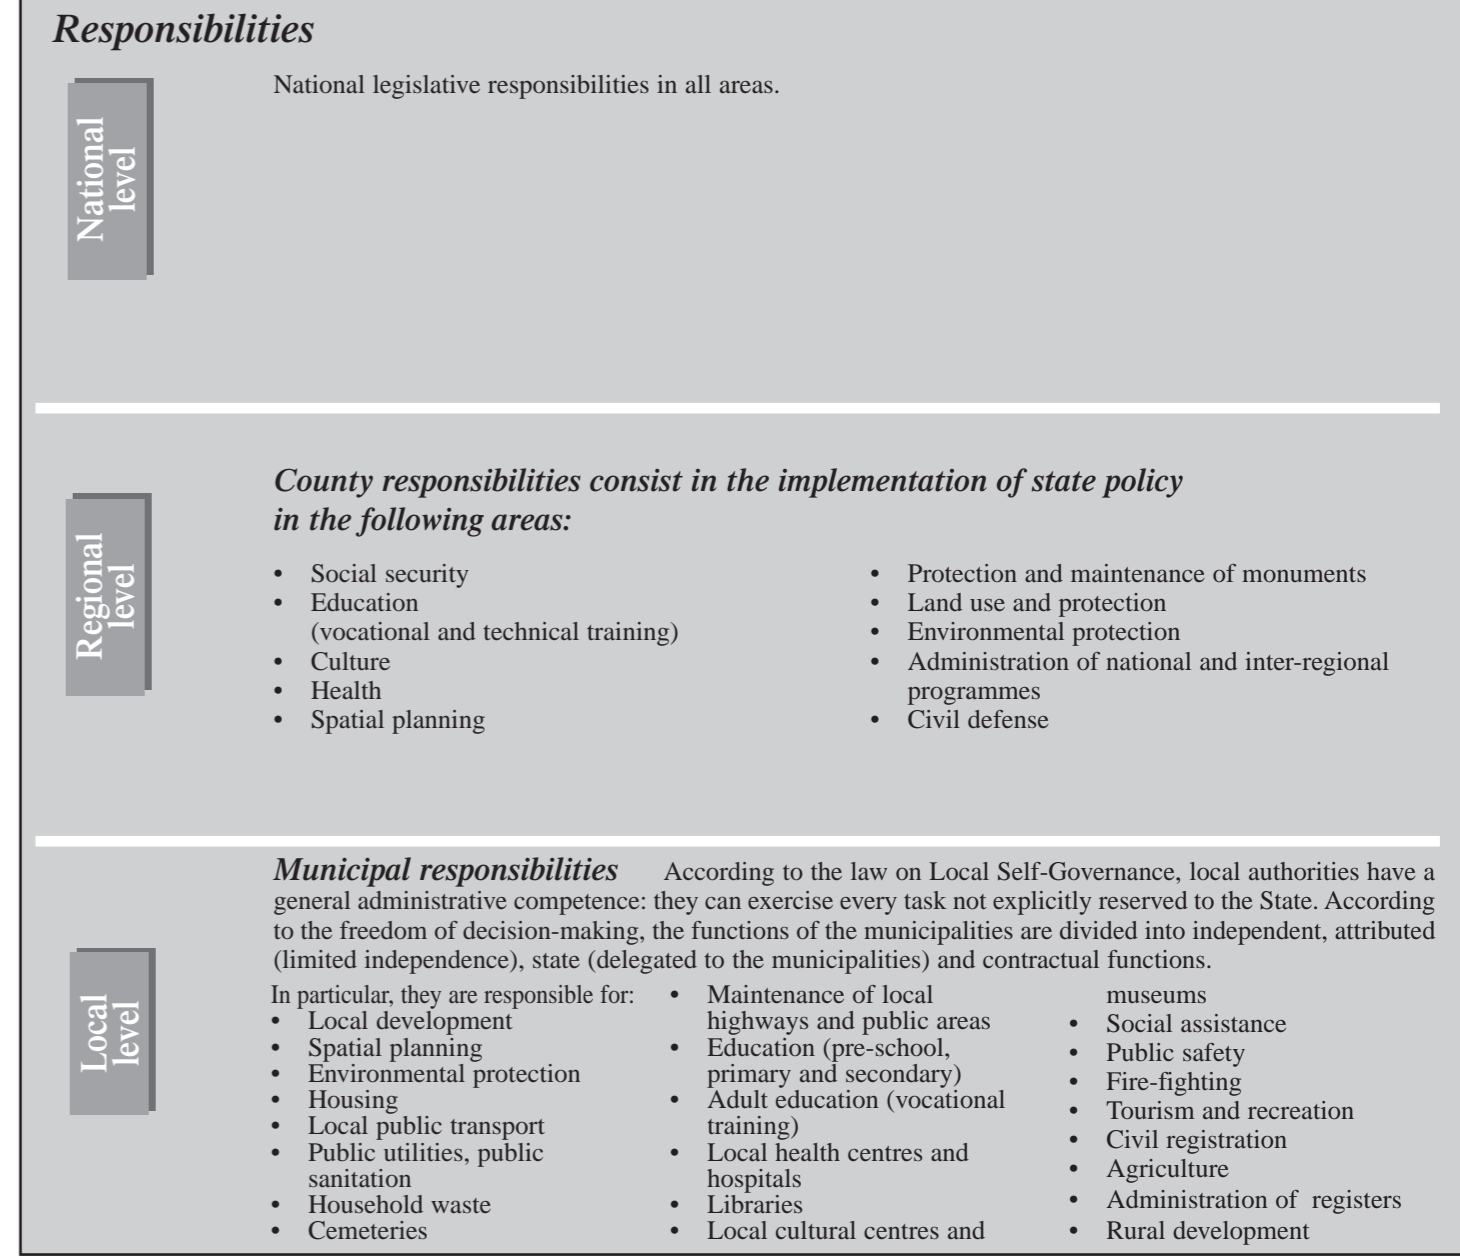 Responsibilities
National
level
National legislative responsibilities in all areas.
Regional
level
County responsibilities consist in the implementation of state policy
in the following areas:
• Social security
• Education
(vocational and technical training)
• Culture
• Health
• Spatial planning
• Protection and maintenance of monuments
• Land use and protection
• Environmental protection
• Administration of national and inter-regional
programmes
• Civil defense
Local
level
Municipal responsibilities According to the law on Local Self-Governance, local authorities have a
general administrative competence: they can exercise every task not explicitly reserved to the State. According
to the freedom of decision-making, the functions of the municipalities are divided into independent, attributed
(limited independence), state (delegated to the municipalities) and contractual functions.
In particular, they are responsible for:
• Local development
• Spatial planning
• Environmental protection
• Housing
• Local public transport
• Public utilities, public
sanitation
• Household waste
• Cemeteries
• Maintenance of local
highways and public areas
• Education (pre-school,
primary and secondary)
• Adult education (vocational
training)
• Local health centres and
hospitals
• Libraries
• Local cultural centres and
museums
• Social assistance
• Public safety
• Fire-fighting
• Tourism and recreation
• Civil registration
• Agriculture
• Administration of registers
• Rural development